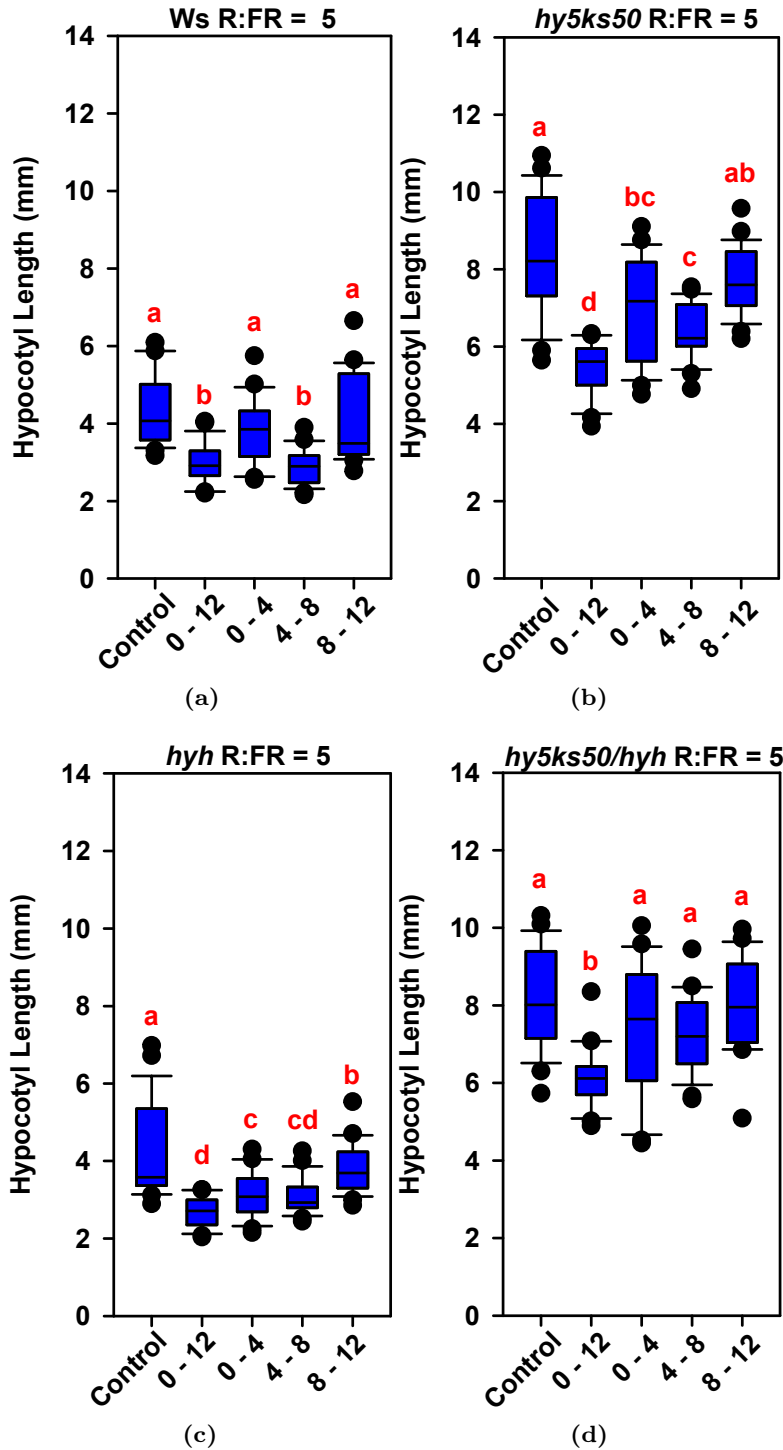 Ws R:FR = 5
14
12
10
8
6
4
2
0
Hypocotyl Length (mm)
a
b
a
b
a
Control
0 - 12
0 - 4
4 - 8
8 - 12
(a)
hy5ks50 R:FR = 5
14
12
10
8
6
4
2
0
Hypocotyl Length (mm)
a
d
bc
c
ab
Control
0 - 12
0 - 4
4 - 8
8 - 12
(b)
hyh R:FR = 5
14
12
10
8
6
4
2
0
Hypocotyl Length (mm)
a
d
c
cd
b
Control
0 - 12
0 - 4
4 - 8
8 - 12
(c)
hy5ks50/hyh R:FR = 5
14
12
10
8
6
4
2
0
Hypocotyl Length (mm)
a
b
a
a
a
Control
0 - 12
0 - 4
4 - 8
8 - 12
(d)